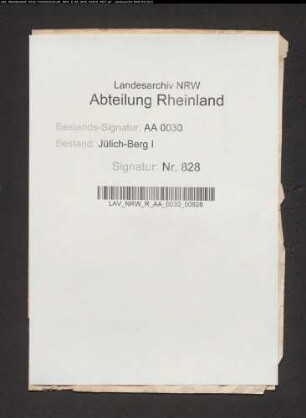 Landesarchiv NRW
Abteilung Rheinland
Bestands-Signatur: AA 0030
Bestand: Jülich-Berg I
Signatur: Nr. 828
LAV_NRW_R_AA_0030_00828